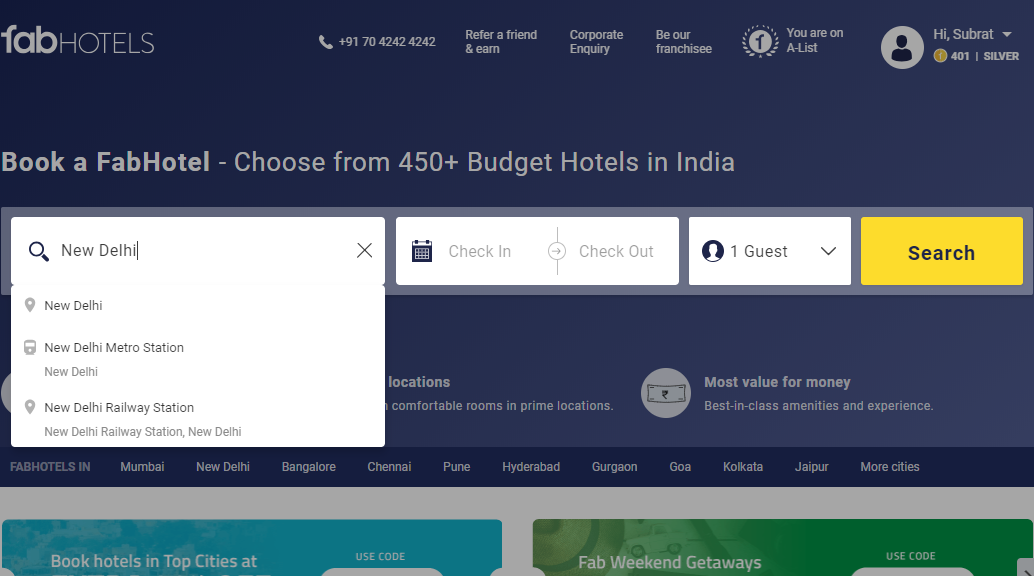 fabHOTELS
+91 70 4242 4242
Refer a friend
& earn
Corporate
Enquiry
Be our
franchisee
You are on
A-List
Hi, Subrat
401 | SILVER
Book a FabHotel - Choose from 450+ Budget Hotels in India
New Delhi
Check In
Check Out
1 Guest
Search
New Delhi
New Delhi Metro Station
New Delhi
New Delhi Railway Station
New Delhi Railway Station, New Delhi
locations
comfortable rooms in prime locations.
Most value for money
Best-in-class amenities and experience.
FABHOTELS IN Mumbai New Delhi Bangalore Chennai Pune Hyderabad Gurgaon Goa Kolkata Jaipur More cities
Book hotels in Top Cities at
USE CODE
Fab Weekend Getaways
USE CODE